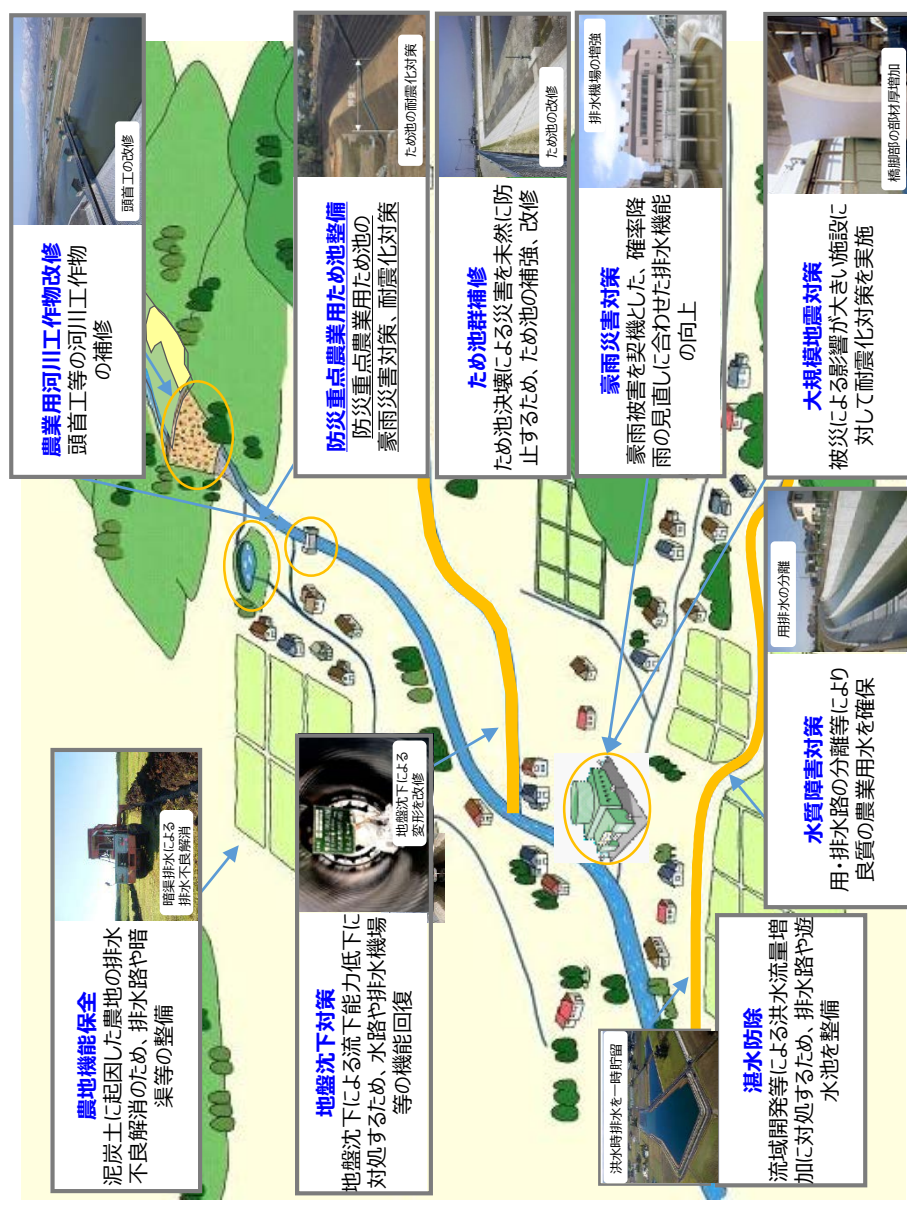 農業用河川工作物改修
頭首工等の河川工作物
の補修
頭首工の改修
防災重点農業用ため池整備
防災重点農業用ため池の
豪雨災害対策、耐震化対策
ため池の耐震化対策
ため池群補修
ため池決壊による災害を未然に防
止するため、ため池の補強、改修
ため池の改修
豪雨災害対策
豪雨被害を契機とした、確率降
雨の見直しに合わせた排水機能
の向上
排水機場の増強
大規模地震対策
被災による影響が大きい施設に
対して耐震化対策を実施
橋脚部の部材厚増加
農地機能保全
泥炭土に起因した農地の排水
不良解消のため、排水路や暗
渠等の整備
暗渠排水による
排水不良解消
地盤沈下対策
地盤沈下による流下能力低下に
対処するため、水路や排水機場
等の機能回復
地盤沈下による
変形を改修
湛水防除
流域開発等による洪水流量増
加に対処するため、排水路や遊
水池を整備
洪水時排水を一時貯留
水質障害対策
用・排水路の分離等により
良質の農業用水を確保
用排水の分離